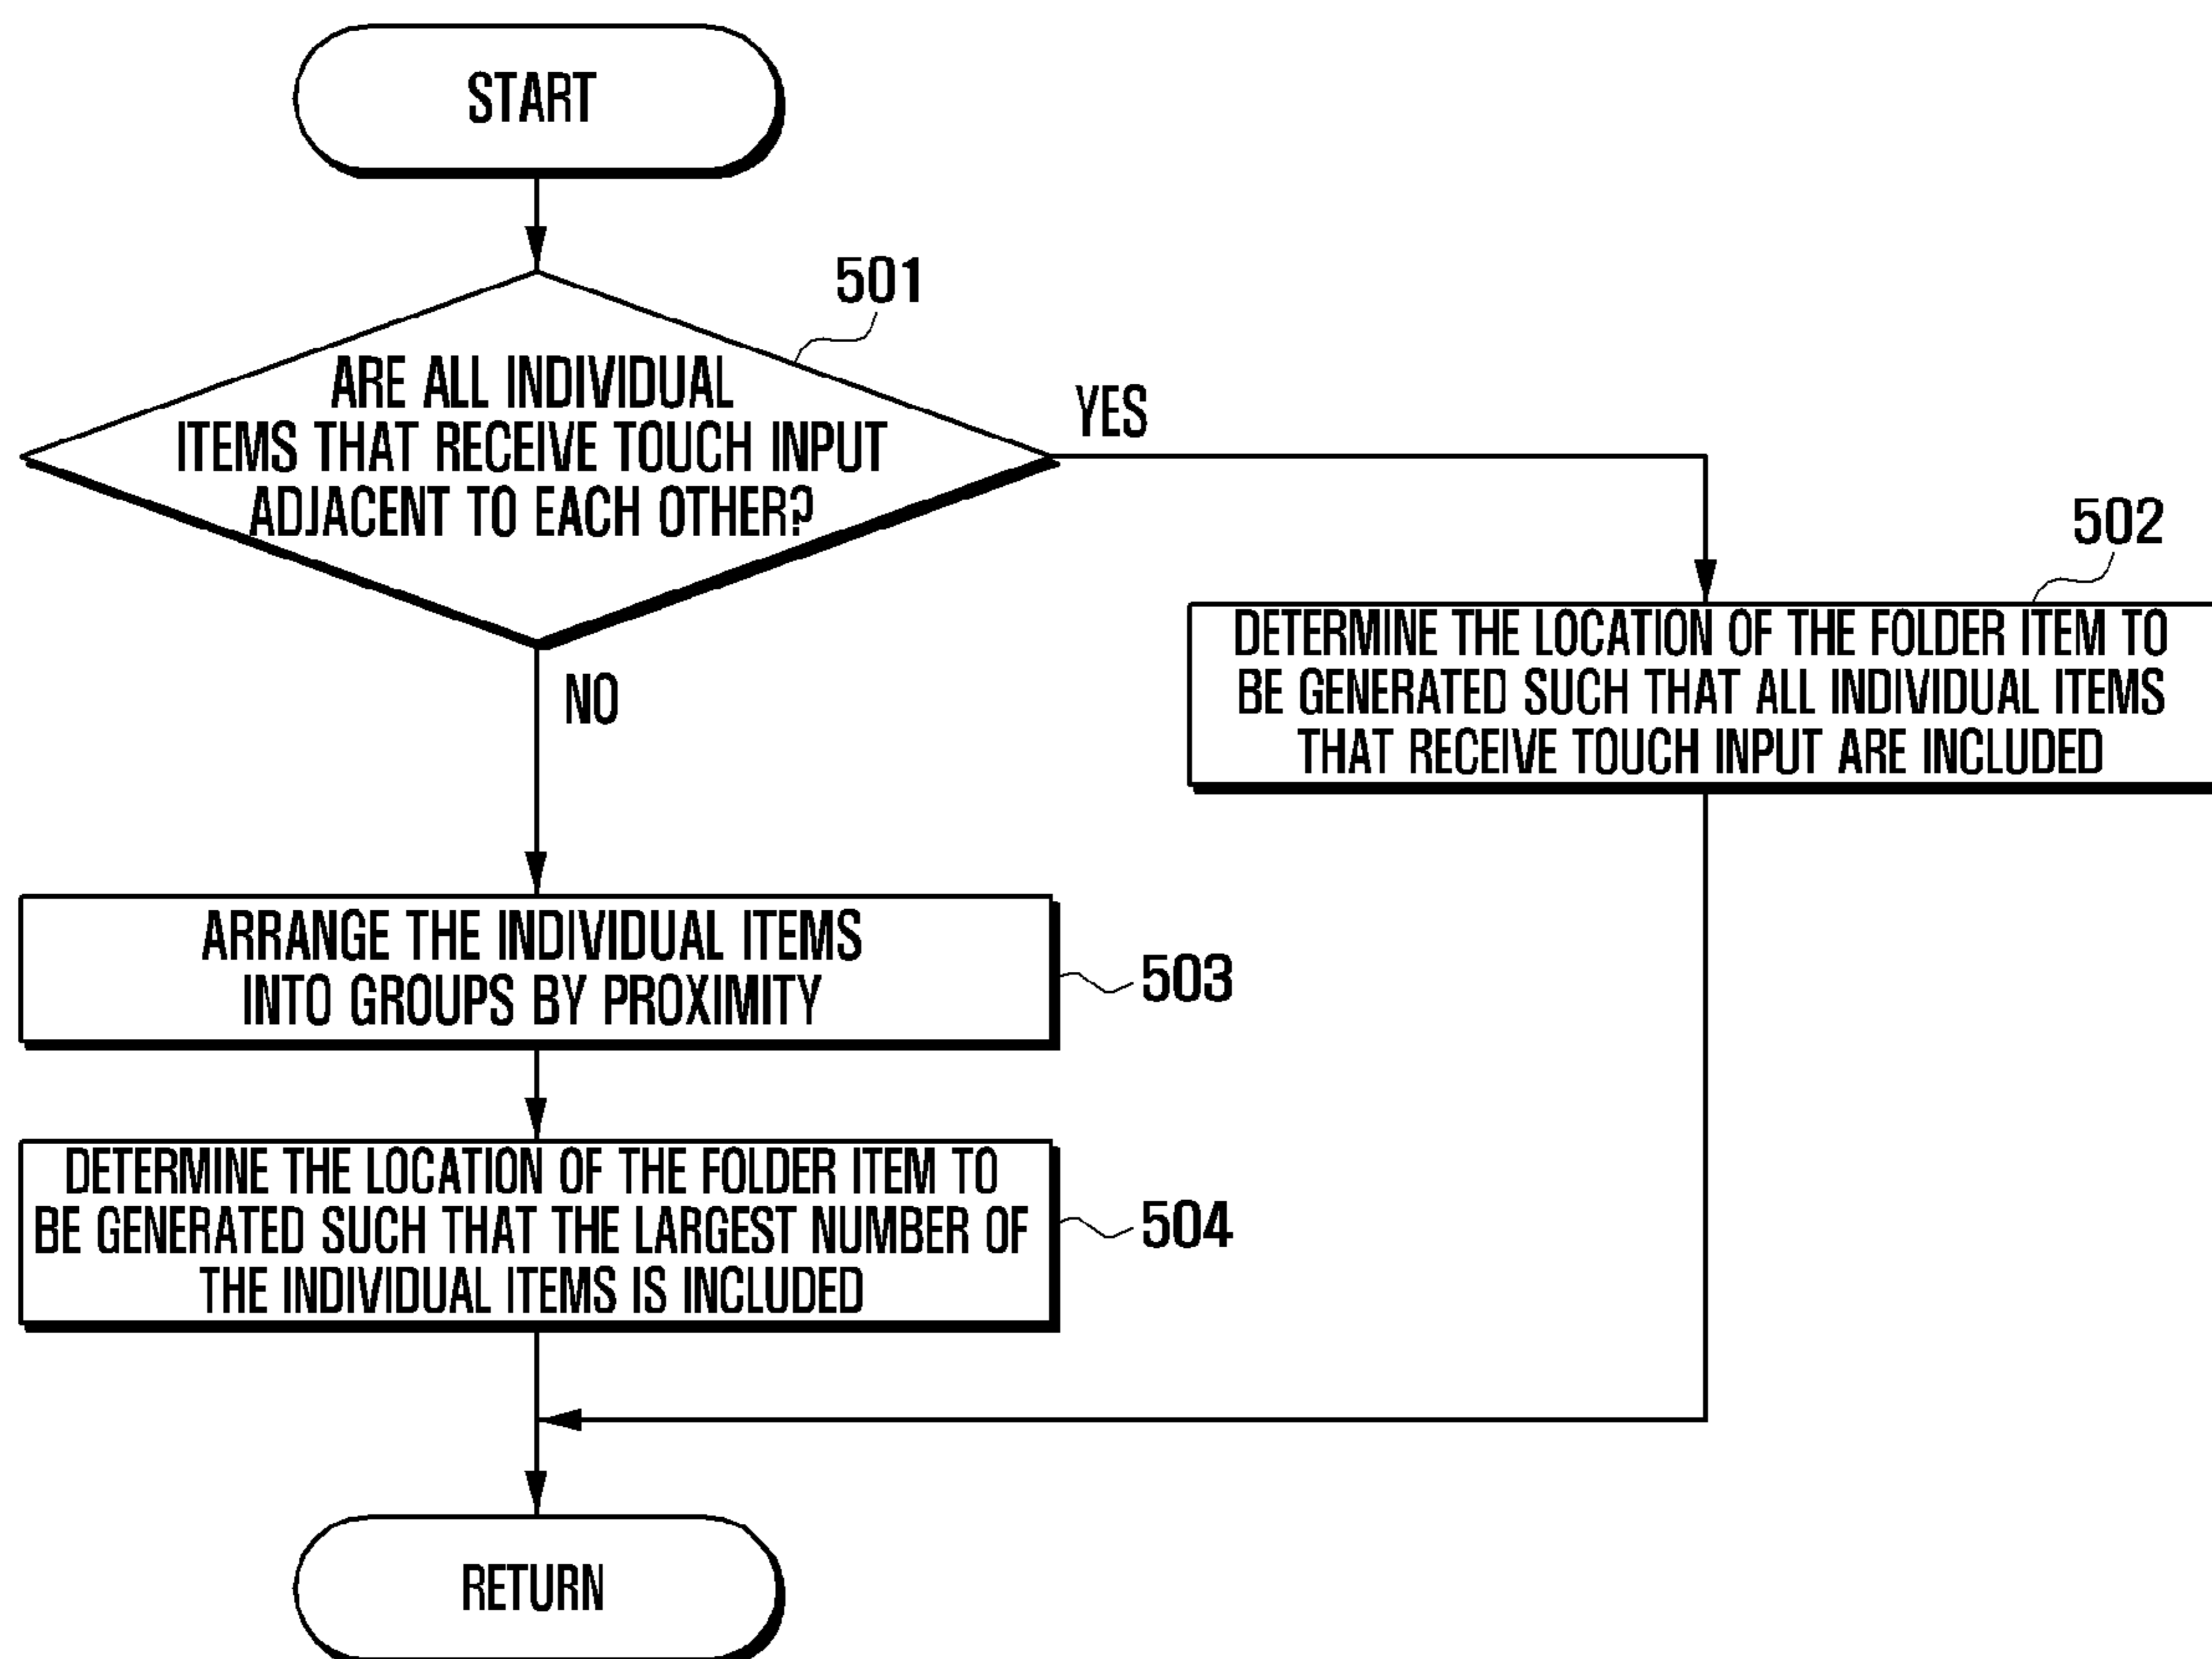 START
501
ARE ALL INDIVIDUAL
ITEMS THAT RECEIVE TOUCH INPUT
ADJACENT TO EACH OTHER?
YES
NO
502
DETERMINE THE LOCATION OF THE FOLDER ITEM TO
BE GENERATED SUCH THAT ALL INDIVIDUAL ITEMS
THAT RECEIVE TOUCH INPUT ARE INCLUDED
ARRANGE THE INDIVIDUAL ITEMS
INTO GROUPS BY PROXIMITY
503
DETERMINE THE LOCATION OF THE FOLDER ITEM TO
BE GENERATED SUCH THAT THE LARGEST NUMBER OF
THE INDIVIDUAL ITEMS IS INCLUDED
504
RETURN